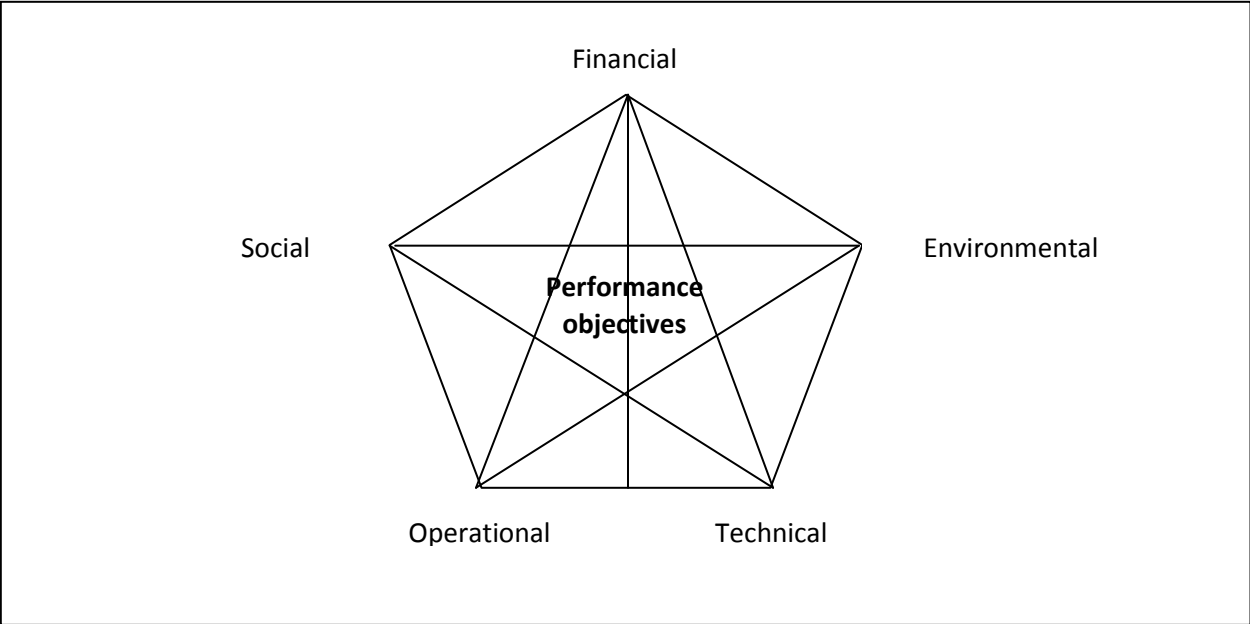 Financial
Social
Environmental
Performance
objectives
Operational
Technical